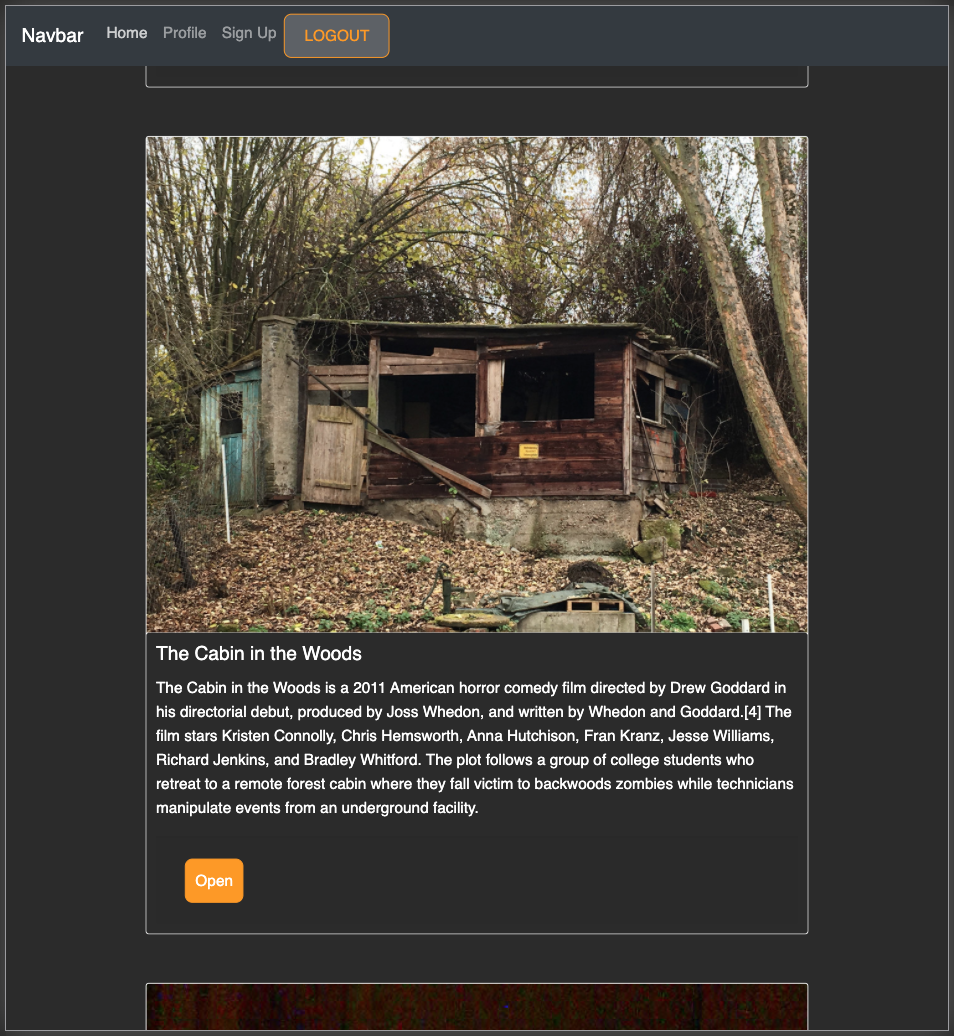 Navbar Home Profile Sign Up LOGOUT
The Cabin in the Woods
The Cabin in the Woods is a 2011 American horror comedy film directed by Drew Goddard in
his directorial debut, produced by Joss Whedon, and written by Whedon and Goddard.[4] The
film stars Kristen Connolly, Chris Hemsworth, Anna Hutchison, Fran Kranz, Jesse Williams,
Richard Jenkins, and Bradley Whitford. The plot follows a group of college students who
retreat to a remote forest cabin where they fall victim to backwoods zombies while technicians
manipulate events from an underground facility.
Open